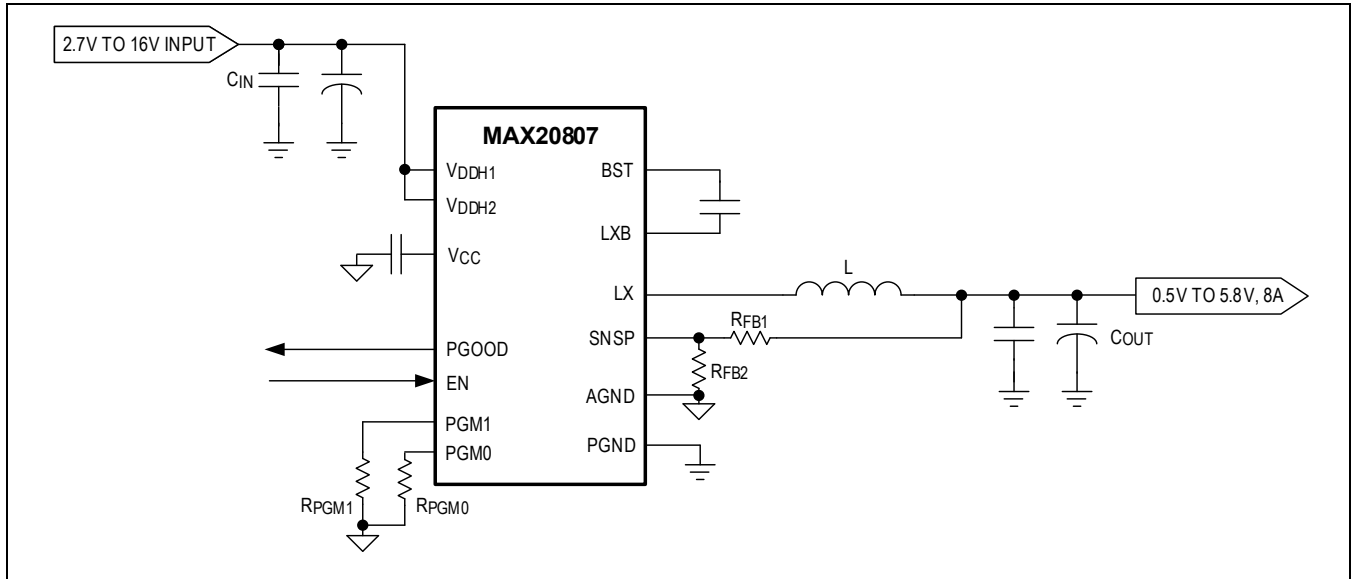 2.7V TO 16V INPUT
CIN
MAX20807
VDDH1
VDDH2
VCC
PGOOD
EN
PGM1
PGM0
BST
LXB
LX
SNSP
AGND
PGND
L
RFB1
RFB2
0.5V TO 5.8V, 8A
COUT
RPGM1
RPGM0